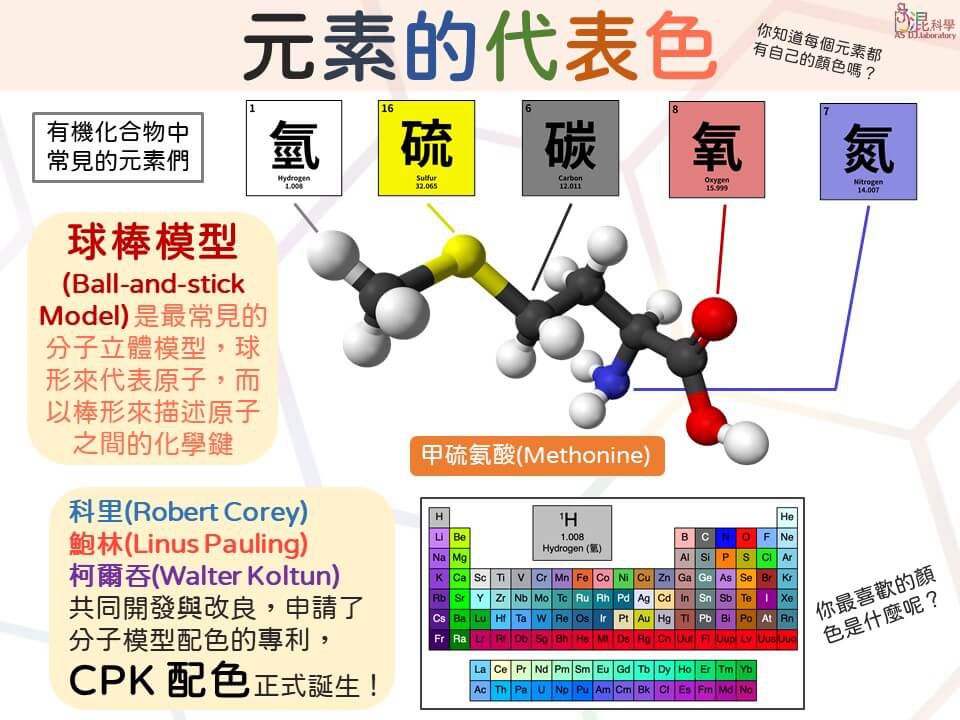 元素的代表色
你知道每個元素都
有自己的顏色嗎？
混科學
AS DJ.laboratory
有機化合物中
常見的元素們
1
氫
Hydrogen
1.008
16
硫
Sulfur
32.065
6
碳
Carbon
12.011
8
氧
Oxygen
15.999
7
氮
Nitrogen
14.007
球棒模型
(Ball-and-stick
Model) 是最常見的
分子立體模型，球
形來代表原子，而
以棒形來描述原子
之間的化學鍵
甲硫氨酸(Methonine)
科里(Robert Corey)
鮑林(Linus Pauling)
柯爾吞(Walter Koltun)
共同開發與改良，申請了
分子模型配色的專利，
CPK 配色正式誕生！
¹H
1.008
Hydrogen (氫)
H He
Li Be B C N O F Ne
Na Mg Al Si P S Cl Ar
K Ca Sc Ti V Cr Mn Fe Co Ni Cu Zn Ga Ge As Se Br Kr
Rb Sr Y Zr Nb Mo Tc Ru Rh Pd Ag Cd In Sn Sb Te I Xe
Cs Ba Lu Hf Ta W Re Os Ir Pt Au Hg Tl Pb Bi Po At Rn
Fr Ra Lr Rf Db Sg Bh Hs Mt Ds Rg Cn Uut Fl Uup Lv Uus Uuo
La Ce Pr Nd Pm Sm Eu Gd Tb Dy Ho Er Tm Yb
Ac Th Pa U Np Pu Am Cm Bk Cf Es Fm Md No
你最喜歡的顏
色是什麼呢？